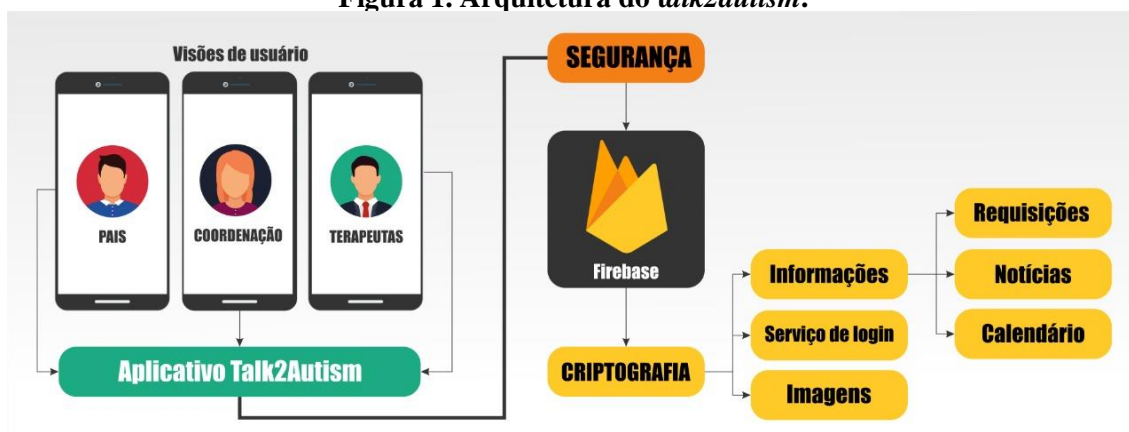 Figura 1. Arquitetura do talk2autism.
Visões de usuário
PAIS
COORDENAÇÃO
TERAPEUTAS
Aplicativo Talk2Autism
SEGURANÇA
Firebase
CRIPTOGRAFIA
Informações
Serviço de login
Imagens
Requisições
Notícias
Calendário